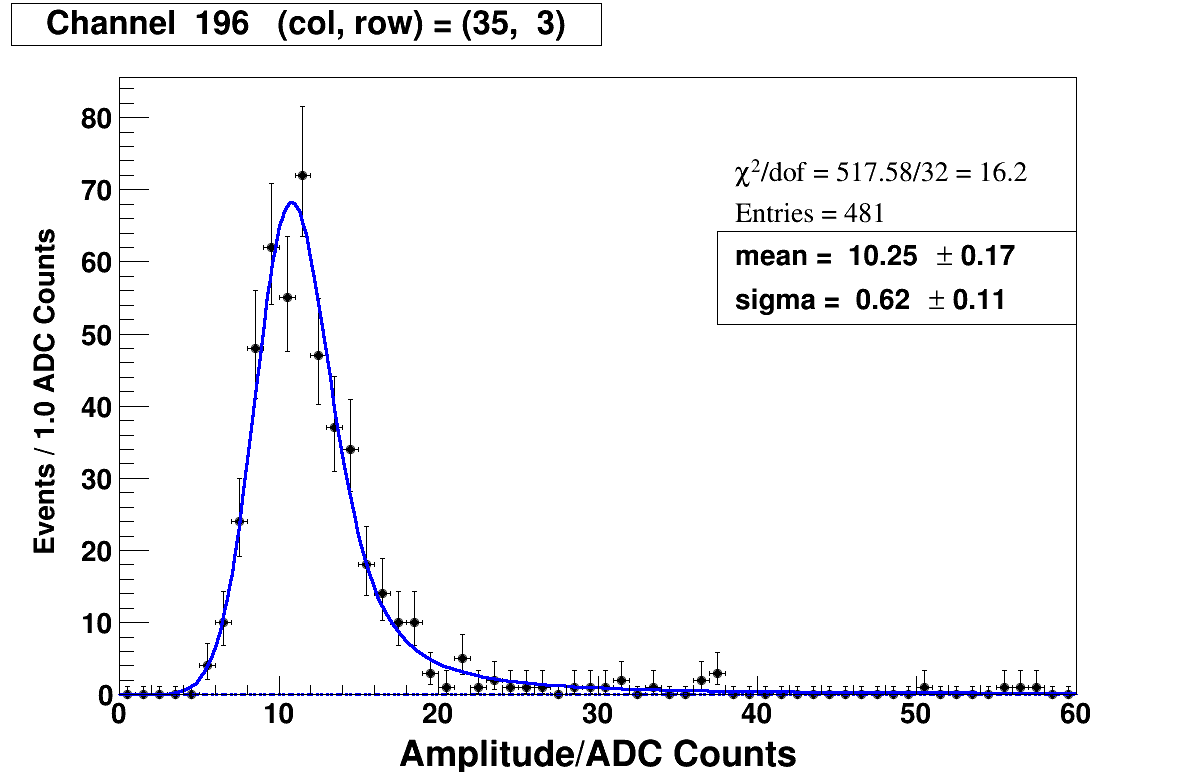 Channel 196 (col, row) = (35, 3)
80
70
60
50
40
30
20
10
0
Events / 1.0 ADC Counts
χ²/dof = 517.58/32 = 16.2
Entries = 481
mean = 10.25 ± 0.17
sigma = 0.62 ± 0.11
0 10 20 30 40 50 60
Amplitude/ADC Counts